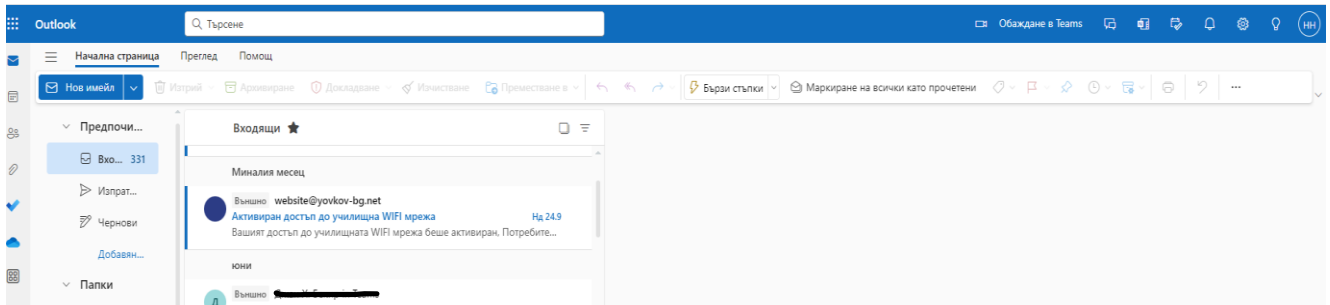 Outlook
Търсене
Обаждане в Teams
НН
Начална страница Преглед Помощ
Нов имейл Изтрий Архивиране Докладване Изчистване Преместване в Бързи стъпки Маркиране на всички като прочетени
Предпочи...
Входящи
Вхо... 331
Миналия месец
Изпрат...
Външно website@yovkov-bg.net
Активиран достъп до училищна WIFI мрежа Нд 24.9
Вашият достъп до училищната WIFI мрежа беше активиран, Потребите...
Чернови
Добавян...
юни
Папки
Външно
Д